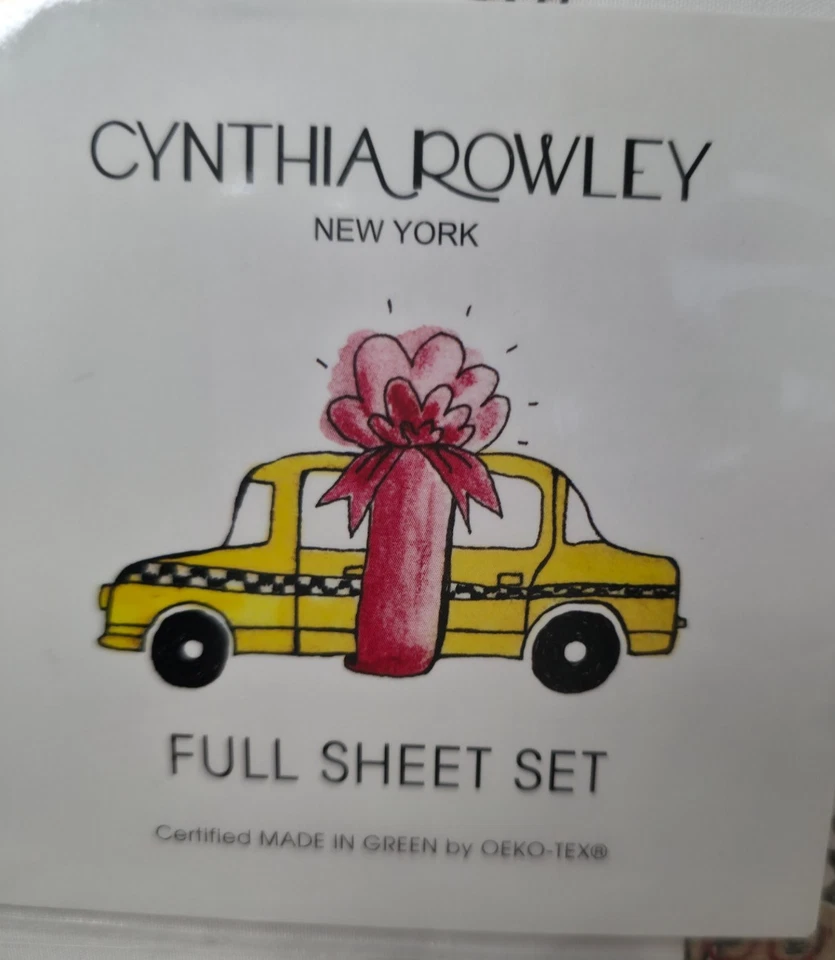 CYNTHIA ROWLEY
NEW YORK
FULL SHEET SET
Certified MADE IN GREEN by OEKO-TEX®